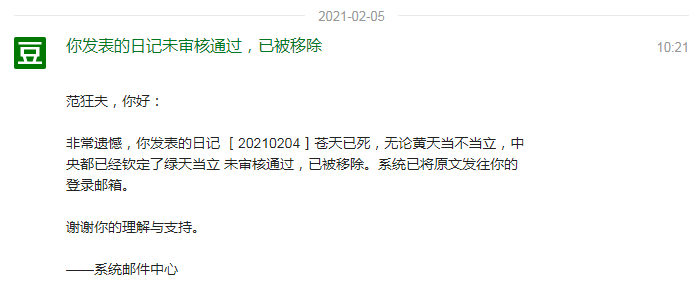 2021-02-05
豆
你发表的日记未审核通过，已被移除
10:21
范狂夫，你好：
非常遗憾，你发表的日记 [ 20210204 ] 苍天已死，无论黄天当不当立，中
央都已经钦定了绿天当立 未审核通过，已被移除。系统已将原文发往你的
登录邮箱。
谢谢你的理解与支持。
——系统邮件中心